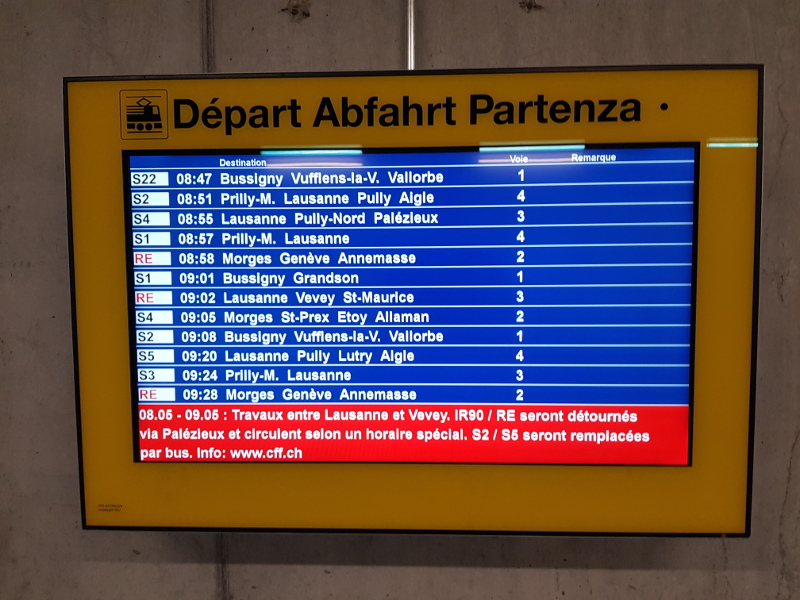 Départ Abfahrt Partenza
Destination Voie Remarque
S22 08:47 Bussigny Vufflens-la-V. Vallorbe 1
S2 08:51 Prilly-M. Lausanne Pully Aigle 4
S4 08:55 Lausanne Pully-Nord Palézieux 3
S1 08:57 Prilly-M. Lausanne 4
RE 08:58 Morges Genève Annemasse 2
S1 09:01 Bussigny Grandson 1
RE 09:02 Lausanne Vevey St-Maurice 3
S4 09:05 Morges St-Prex Etoy Allaman 2
S2 09:08 Bussigny Vufflens-la-V. Vallorbe 1
S5 09:20 Lausanne Pully Lutry Aigle 4
S3 09:24 Prilly-M. Lausanne 3
RE 09:28 Morges Genève Annemasse 2
08.05 - 09.05 : Travaux entre Lausanne et Vevey. IR90 / RE seront détournés
via Palézieux et circulent selon un horaire spécial. S2 / S5 seront remplacées
par bus. Info: www.cff.ch